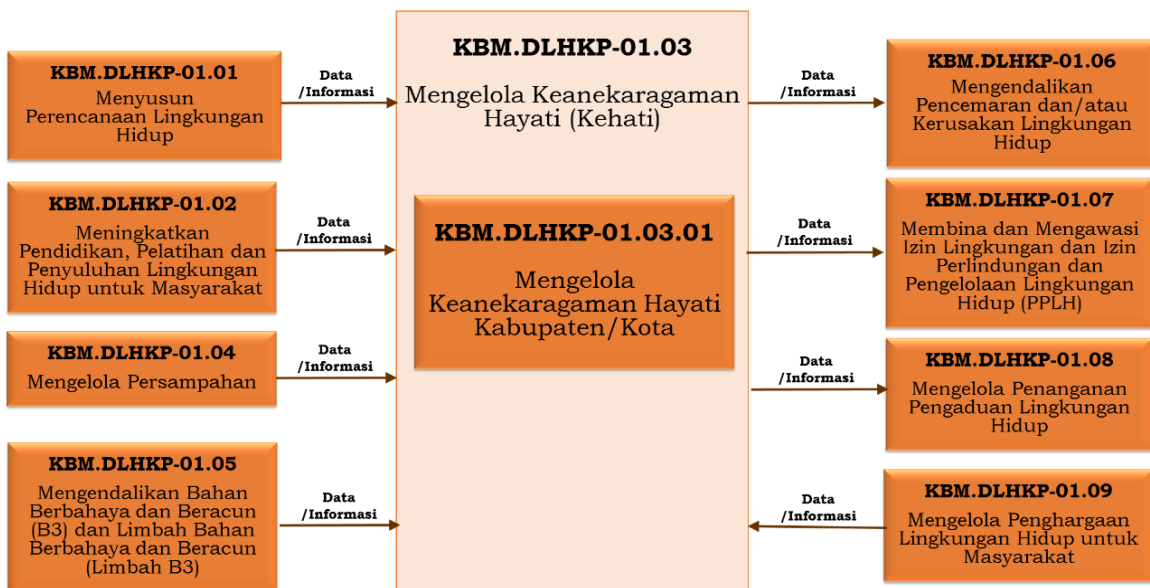 KBM.DLHKP-01.01
Menyusun
Perencanaan Lingkungan
Hidup
Data
/Informasi
KBM.DLHKP-01.02
Meningkatkan
Pendidikan, Pelatihan dan
Penyuluhan Lingkungan
Hidup untuk Masyarakat
Data
/Informasi
KBM.DLHKP-01.04
Mengelola Persampahan
Data
/Informasi
KBM.DLHKP-01.05
Mengendalikan Bahan
Berbahaya dan Beracun
(B3) dan Limbah Bahan
Berbahaya dan Beracun
(Limbah B3)
Data
/Informasi
KBM.DLHKP-01.03
Mengelola Keanekaragaman
Hayati (Kehati)
KBM.DLHKP-01.03.01
Mengelola
Keanekaragaman Hayati
Kabupaten/Kota
Data
/Informasi
KBM.DLHKP-01.06
Mengendalikan
Pencemaran dan/atau
Kerusakan Lingkungan
Hidup
Data
/Informasi
KBM.DLHKP-01.07
Membina dan Mengawasi
Izin Lingkungan dan Izin
Perlindungan dan
Pengelolaan Lingkungan
Hidup (PPLH)
Data
/Informasi
KBM.DLHKP-01.08
Mengelola Penanganan
Pengaduan Lingkungan
Hidup
Data
/Informasi
KBM.DLHKP-01.09
Mengelola Penghargaan
Lingkungan Hidup untuk
Masyarakat